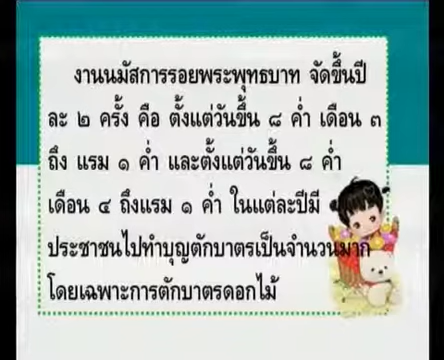 งานนมัสการรอยพระพุทธบาท จัดขึ้นปี
ละ ๒ ครั้ง คือ ตั้งแต่วันขึ้น ๘ ค่ำ เดือน ๓
ถึง แรม ๑ ค่ำ และตั้งแต่วันขึ้น ๘ ค่ำ
เดือน ๔ ถึงแรม ๑ ค่ำ ในแต่ละปีมี
ประชาชนไปทำบุญตักบาตรเป็นจำนวนมาก
โดยเฉพาะการตักบาตรดอกไม้